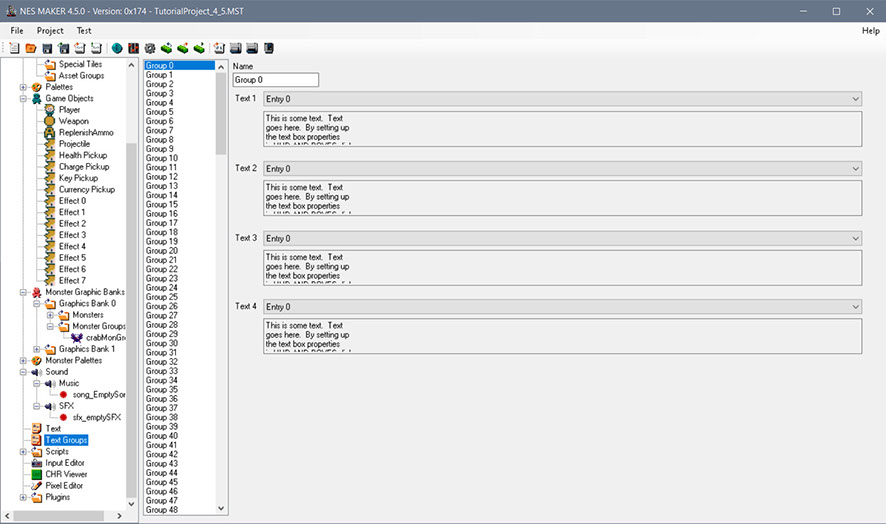 NES MAKER 4.5.0 - Version: 0x174 - TutorialProject_4_5.MST
File Project Test Help
Special Tiles
Asset Groups
Palettes
Game Objects
Player
Weapon
ReplenishAmmo
Projectile
Health Pickup
Charge Pickup
Key Pickup
Currency Pickup
Effect 0
Effect 1
Effect 2
Effect 3
Effect 4
Effect 5
Effect 6
Effect 7
Monster Graphic Banks
Graphics Bank 0
Monsters
Monster Groups
crabMonGr
Graphics Bank 1
Monster Palettes
Sound
Music
song_EmptySon
SFX
sfx_emptySFX
Text
Text Groups
Scripts
Input Editor
CHR Viewer
Pixel Editor
Plugins
Group 0
Group 1
Group 2
Group 3
Group 4
Group 5
Group 6
Group 7
Group 8
Group 9
Group 10
Group 11
Group 12
Group 13
Group 14
Group 15
Group 16
Group 17
Group 18
Group 19
Group 20
Group 21
Group 22
Group 23
Group 24
Group 25
Group 26
Group 27
Group 28
Group 29
Group 30
Group 31
Group 32
Group 33
Group 34
Group 35
Group 36
Group 37
Group 38
Group 39
Group 40
Group 41
Group 42
Group 43
Group 44
Group 45
Group 46
Group 47
Group 48
Name
Group 0
Text 1 Entry 0
This is some text. Text
goes here. By setting up
the text box properties
Text 2 Entry 0
This is some text. Text
goes here. By setting up
the text box properties
Text 3 Entry 0
This is some text. Text
goes here. By setting up
the text box properties
Text 4 Entry 0
This is some text. Text
goes here. By setting up
the text box properties